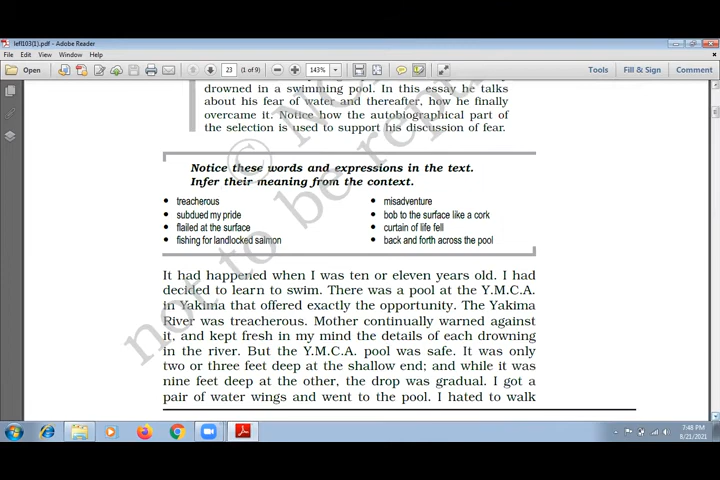 lefl103(1).pdf - Adobe Reader
File Edit View Window Help
Open 23 (1 of 9) 143% Tools Fill & Sign Comment
drowned in a swimming pool. In this essay he talks
about his fear of water and thereafter, how he finally
overcame it. Notice how the autobiographical part of
the selection is used to support his discussion of fear.
Notice these words and expressions in the text.
Infer their meaning from the context.
• treacherous
• subdued my pride
• flailed at the surface
• fishing for landlocked salmon
• misadventure
• bob to the surface like a cork
• curtain of life fell
• back and forth across the pool
It had happened when I was ten or eleven years old. I had
decided to learn to swim. There was a pool at the Y.M.C.A.
in Yakima that offered exactly the opportunity. The Yakima
River was treacherous. Mother continually warned against
it, and kept fresh in my mind the details of each drowning
in the river. But the Y.M.C.A. pool was safe. It was only
two or three feet deep at the shallow end; and while it was
nine feet deep at the other, the drop was gradual. I got a
pair of water wings and went to the pool. I hated to walk
not to be
7:48 PM
8/21/2021